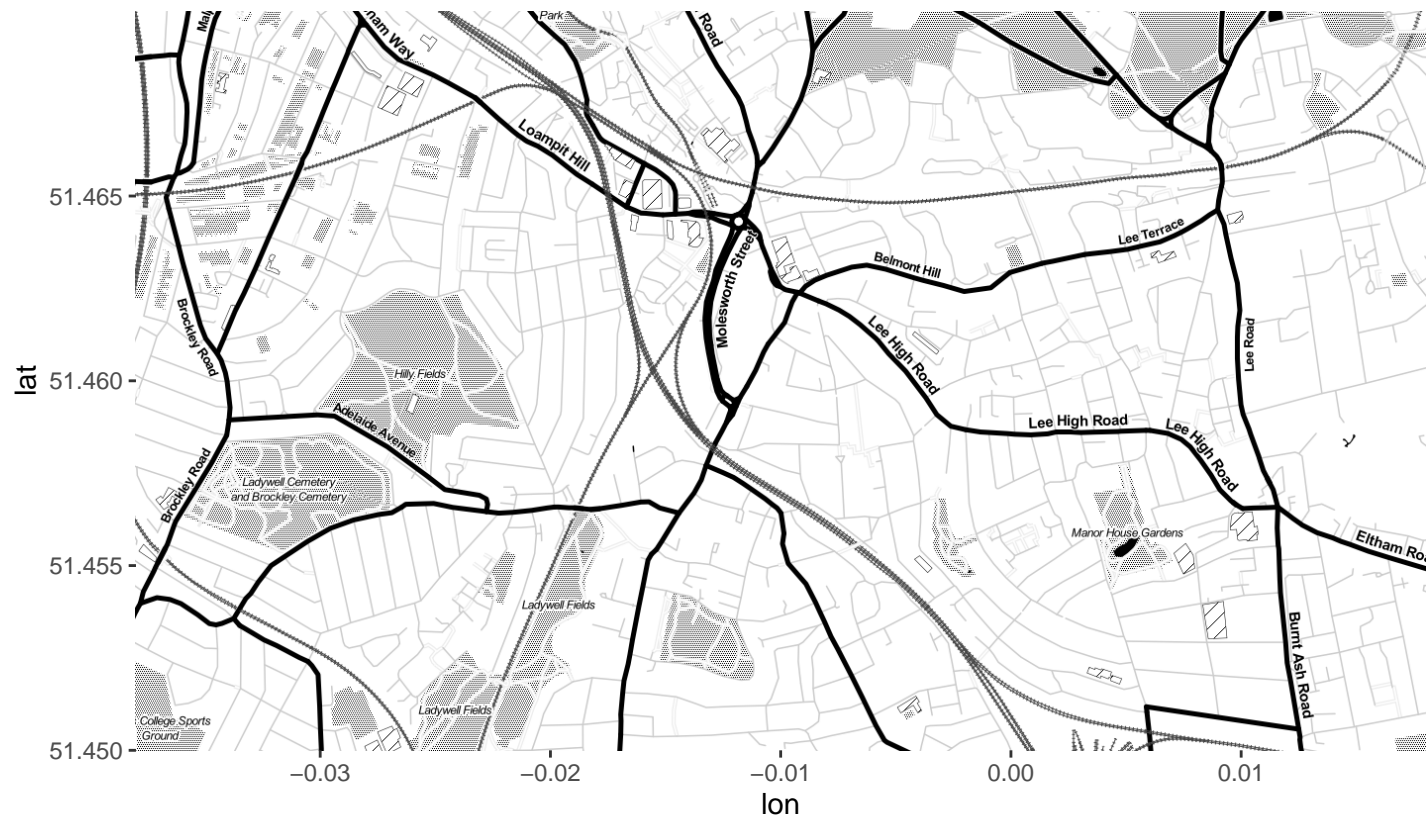 Park
Road
ham Way
Loampit Hill
51.465
Molesworth Street
Lee Terrace
Belmont Hill
Brockley Road
Lee High Road
Lee Road
lat
51.460
Hilly Fields
Adelaide Avenue
Lee High Road
Lee High Road
Brockley Road
Ladywell Cemetery
and Brockley Cemetery
Manor House Gardens
Eltham Ro
51.455
Ladywell Fields
Burnt Ash Road
Ladywell Fields
College Sports
Ground
51.450
−0.03
−0.02
−0.01
0.00
0.01
lon